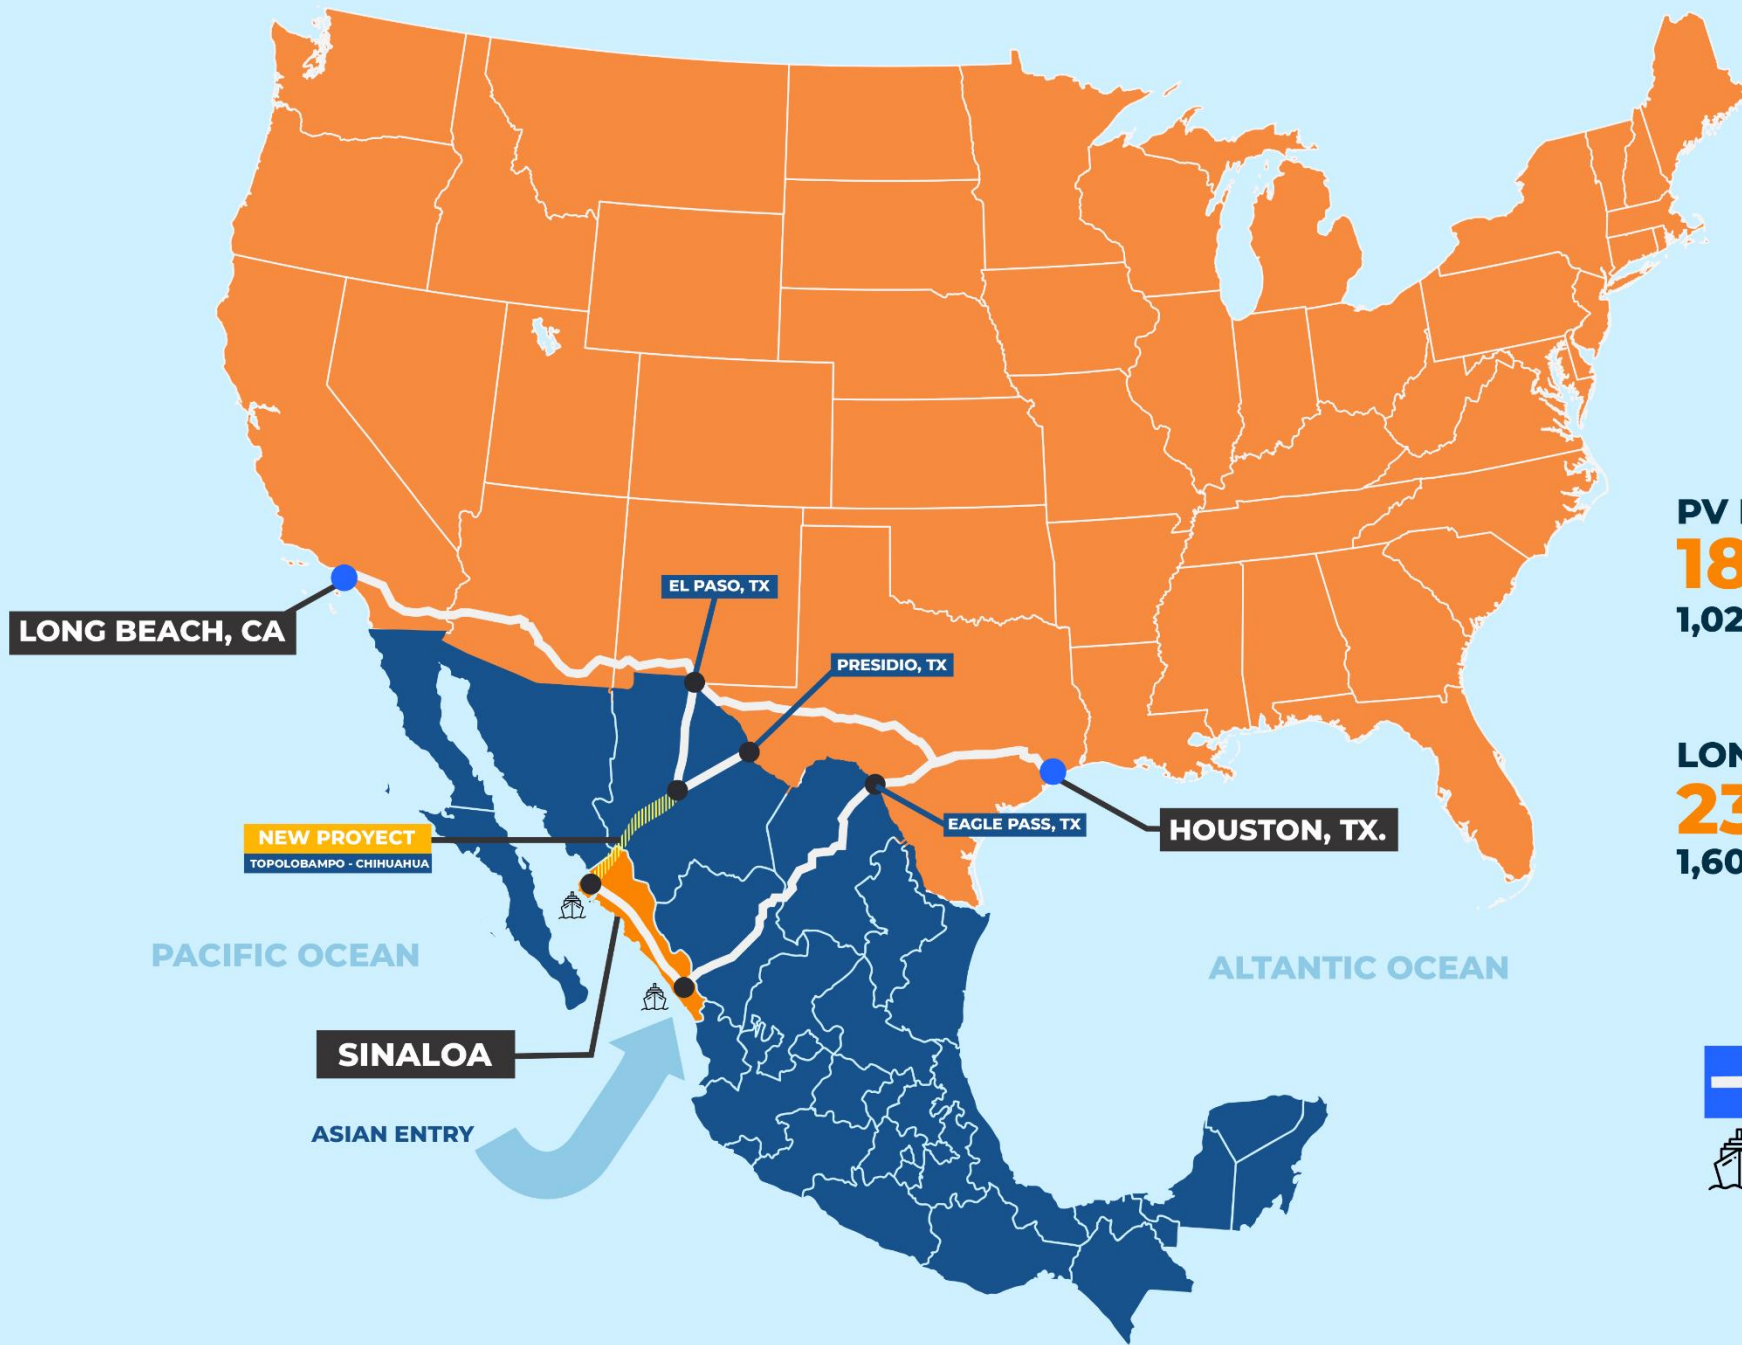 EL PASO, TX
LONG BEACH, CA
PRESIDIO, TX
NEW PROYECT
TOPOLOBAMPO - CHIHUAHUA
EAGLE PASS, TX
HOUSTON, TX.
PACIFIC OCEAN
ALTANTIC OCEAN
SINALOA
ASIAN ENTRY
PV
18
1,02
LON
23
1,60